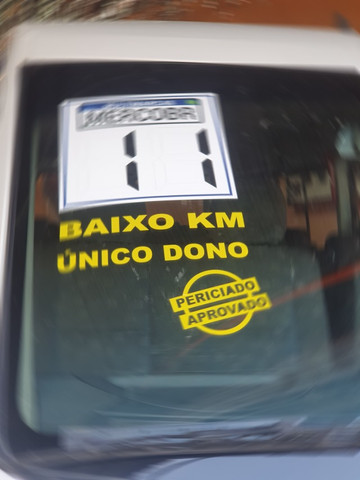 MERCOBR
11
BAIXO KM
ÚNICO DONO
PERICIADO
APROVADO